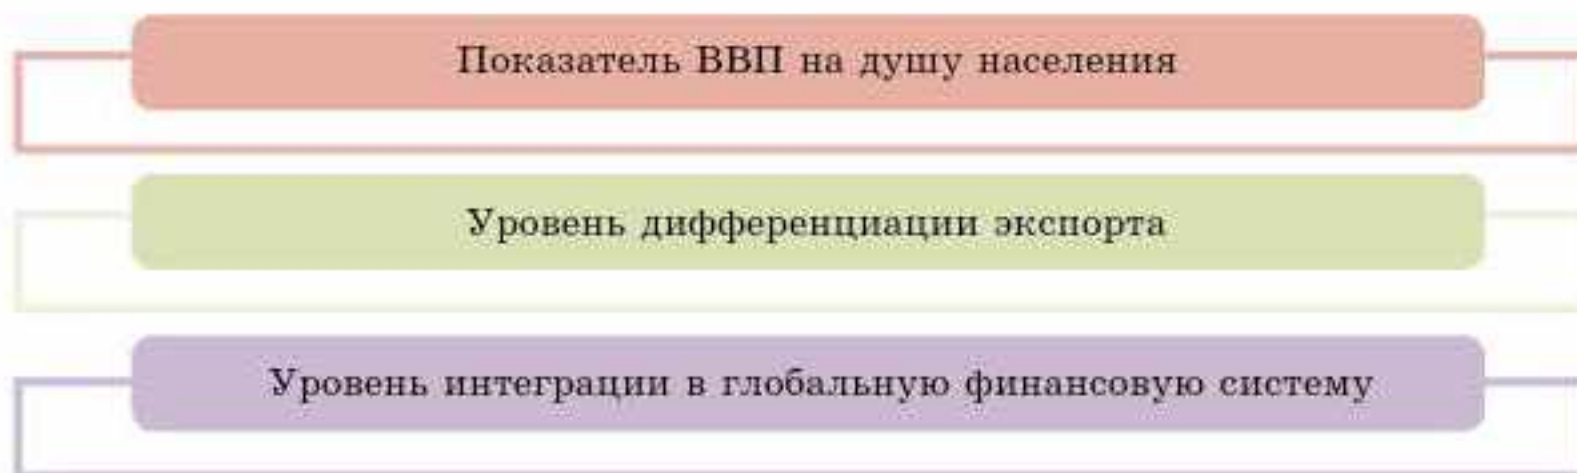 Показатель ВВП на душу населения
Уровень дифференциации экспорта
Уровень интеграции в глобальную финансовую систему